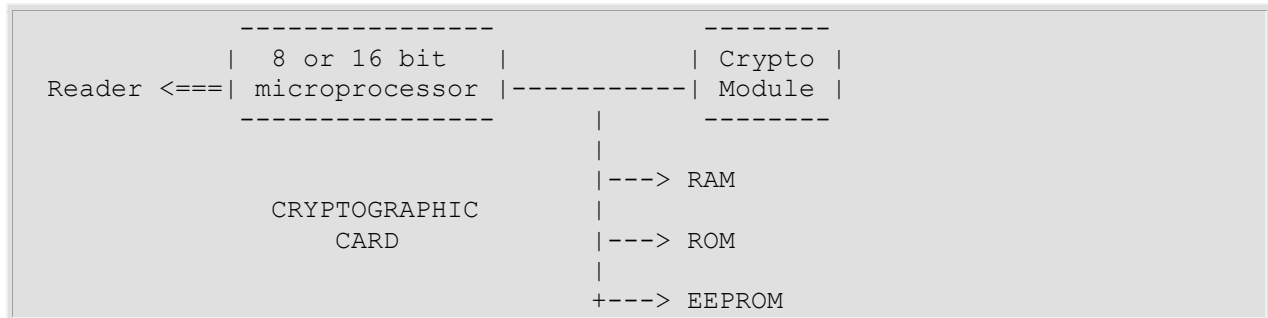 ----------------             --------
           |  8 or 16 bit   |           | Crypto |
Reader <===| microprocessor |-----------| Module |
            ----------------      |      --------
                                  |
                                  |---> RAM
              CRYPTOGRAPHIC       |
                  CARD            |---> ROM
                                  |
                                  +---> EEPROM